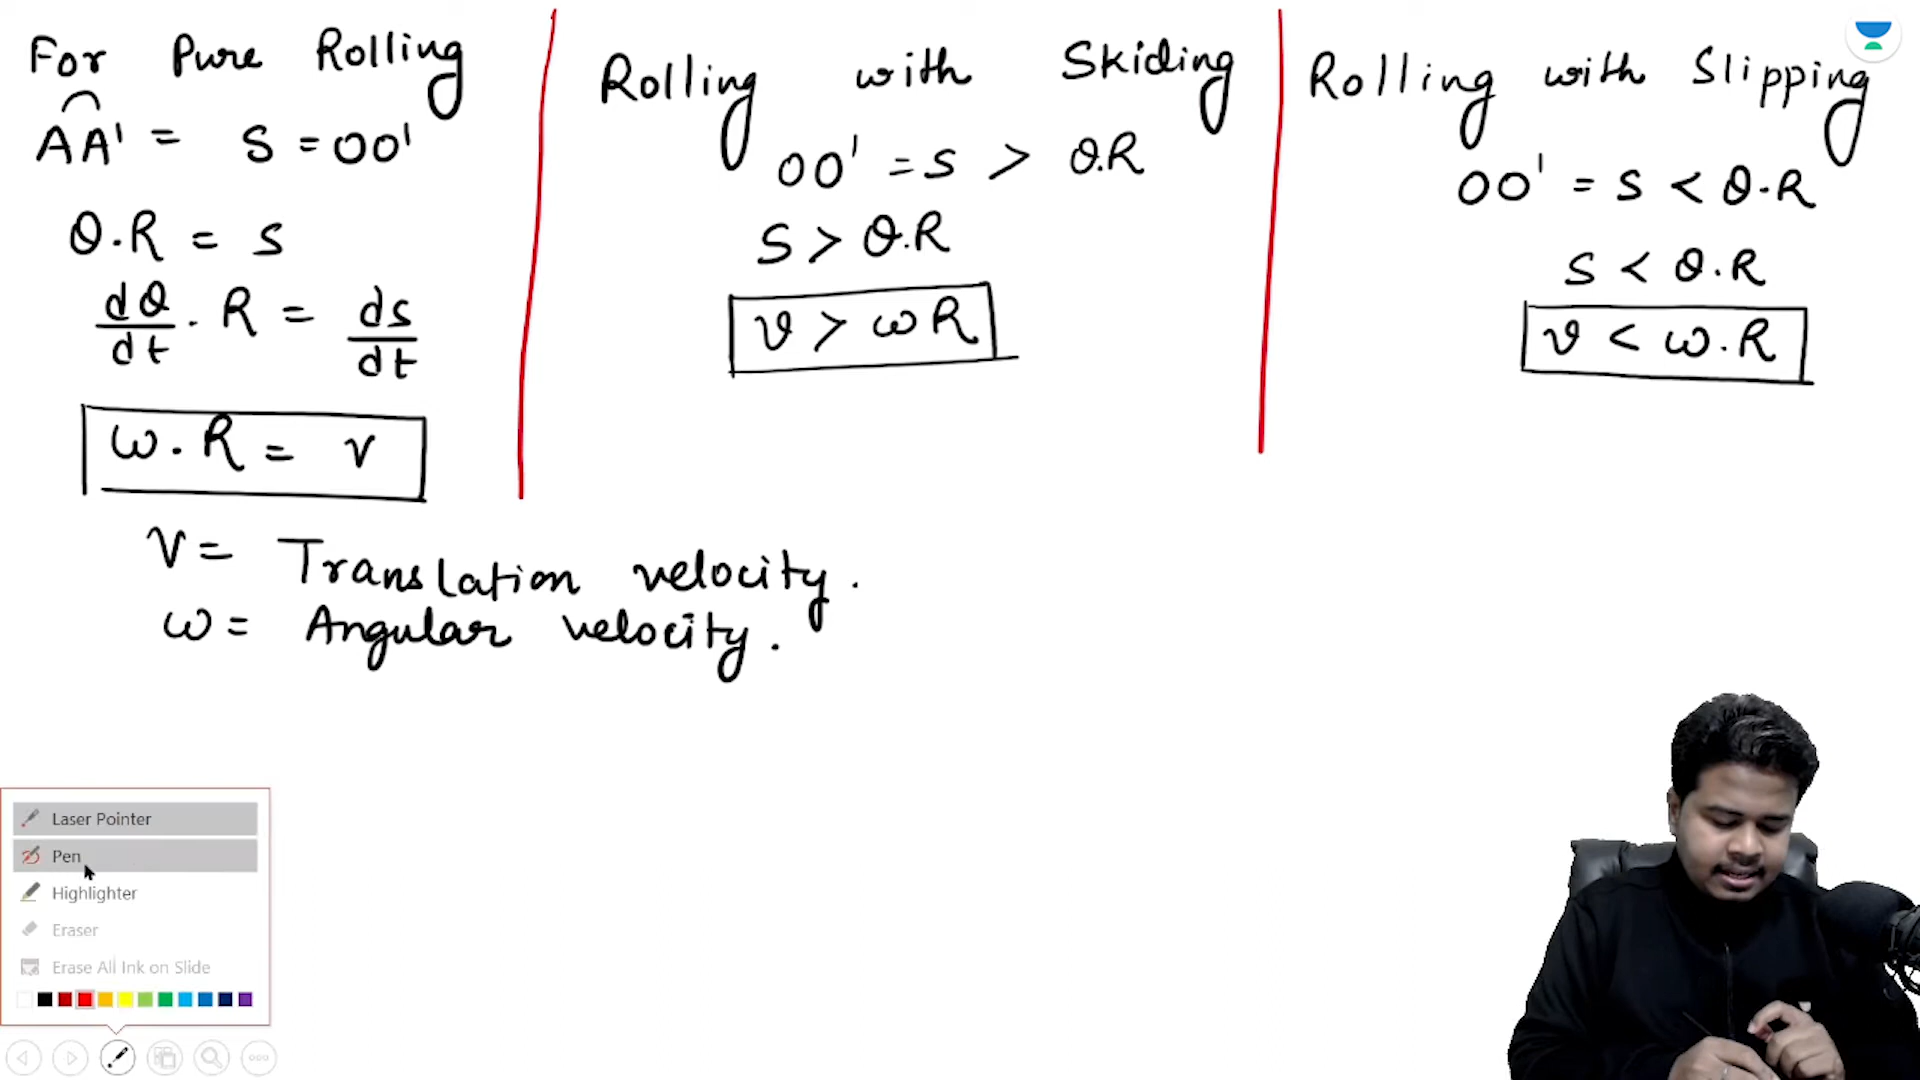 For Pure Rolling
AA' = S = OO'
θ.R = s
dθ/dt . R = ds/dt
ω . R = v
Rolling with Skiding
OO' = s > θ.R
S > θ.R
v > ωR
Rolling with Slipping
OO' = s < θ.R
s < θ.R
v < ω.R
V = Translation velocity.
ω = Angular velocity.
Laser Pointer
Pen
Highlighter
Eraser
Erase All Ink on Slide